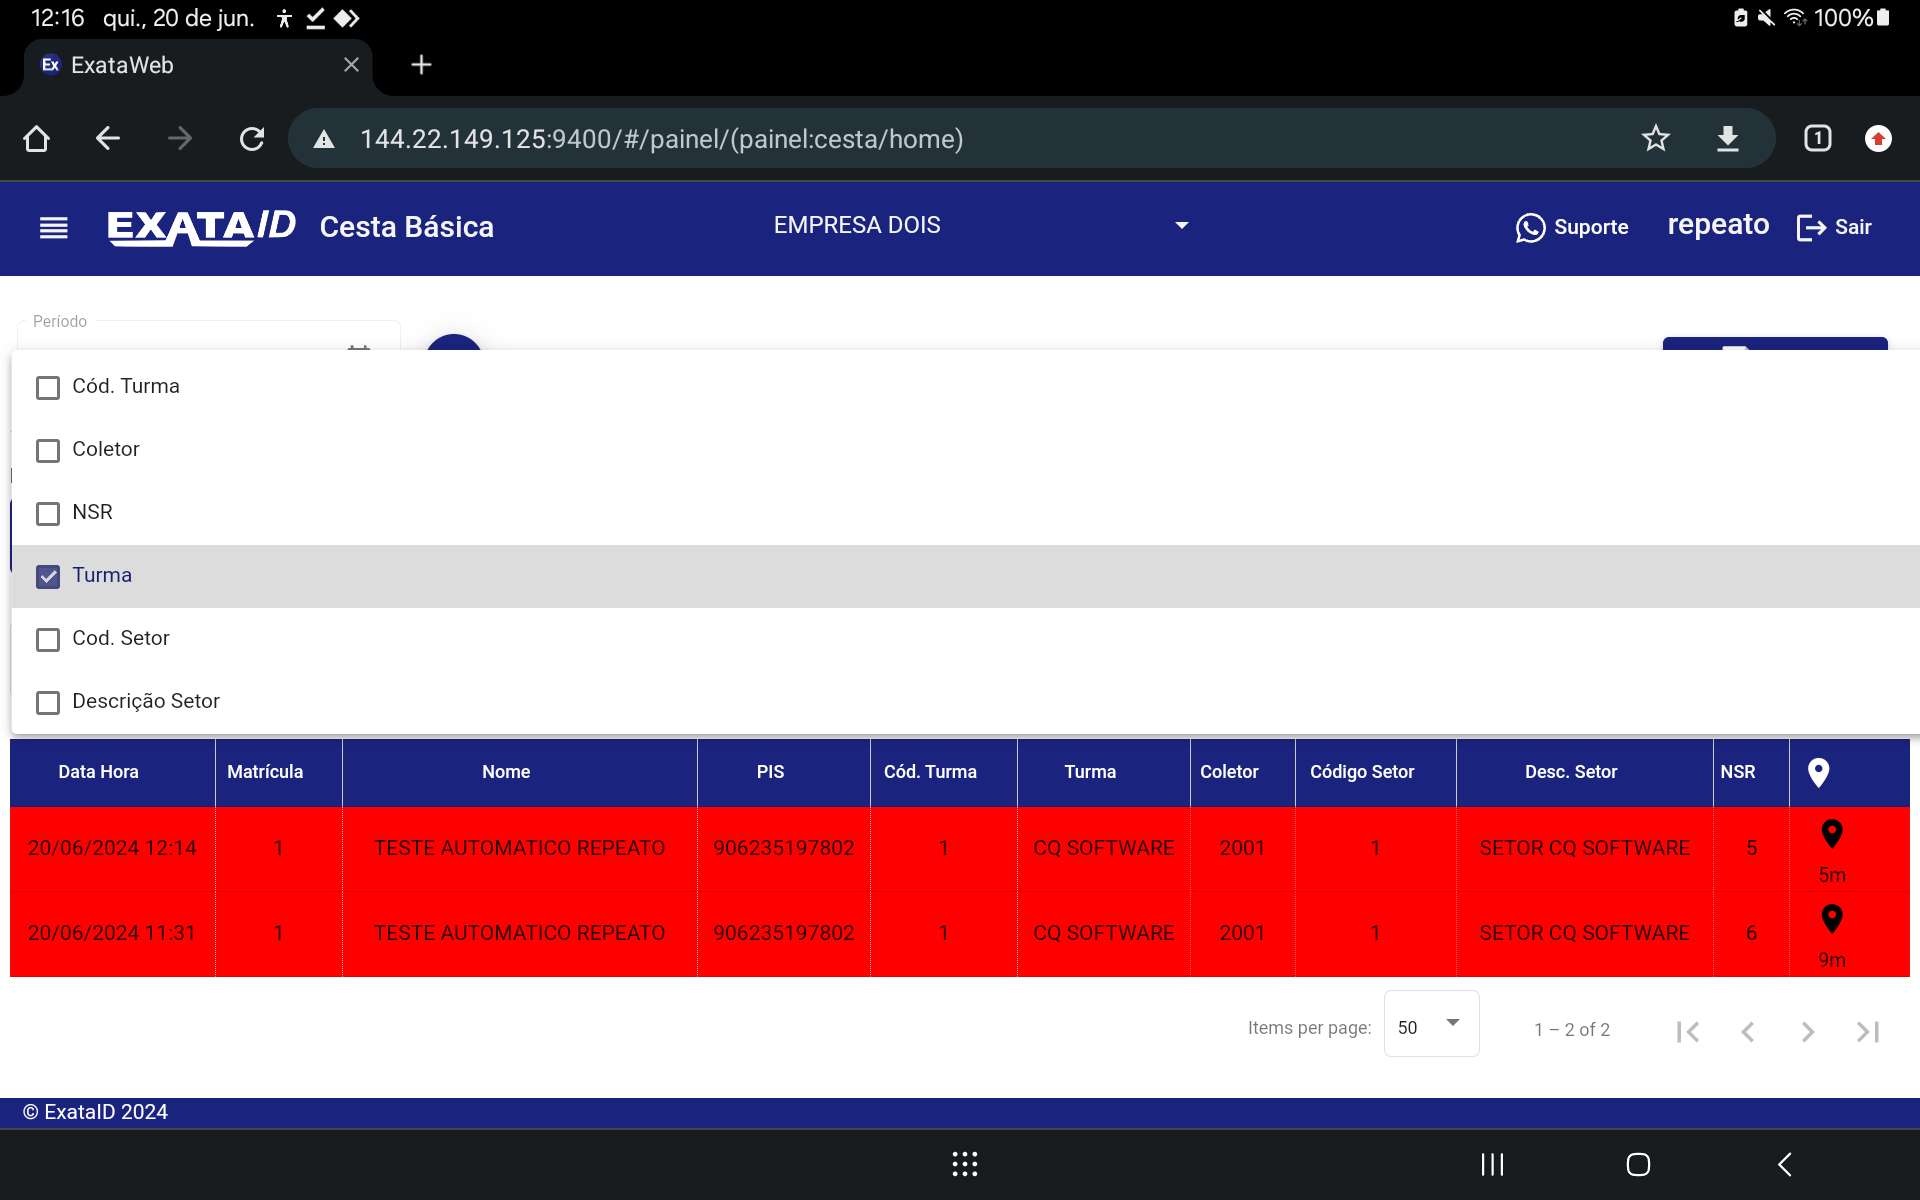 12:16 qui., 20 de jun. 100%
Ex ExataWeb
144.22.149.125:9400/#/painel/(painel:cesta/home) 1
EXATAID Cesta Básica EMPRESA DOIS Suporte repeato Sair
Período
Cód. Turma
Coletor
NSR
Turma
Cod. Setor
Descrição Setor
Data Hora Matrícula Nome PIS Cód. Turma Turma Coletor Código Setor Desc. Setor NSR
20/06/2024 12:14 1 TESTE AUTOMATICO REPEATO 906235197802 1 CQ SOFTWARE 2001 1 SETOR CQ SOFTWARE 5 5m
20/06/2024 11:31 1 TESTE AUTOMATICO REPEATO 906235197802 1 CQ SOFTWARE 2001 1 SETOR CQ SOFTWARE 6 9m
Items per page: 50 1 – 2 of 2
© ExataID 2024